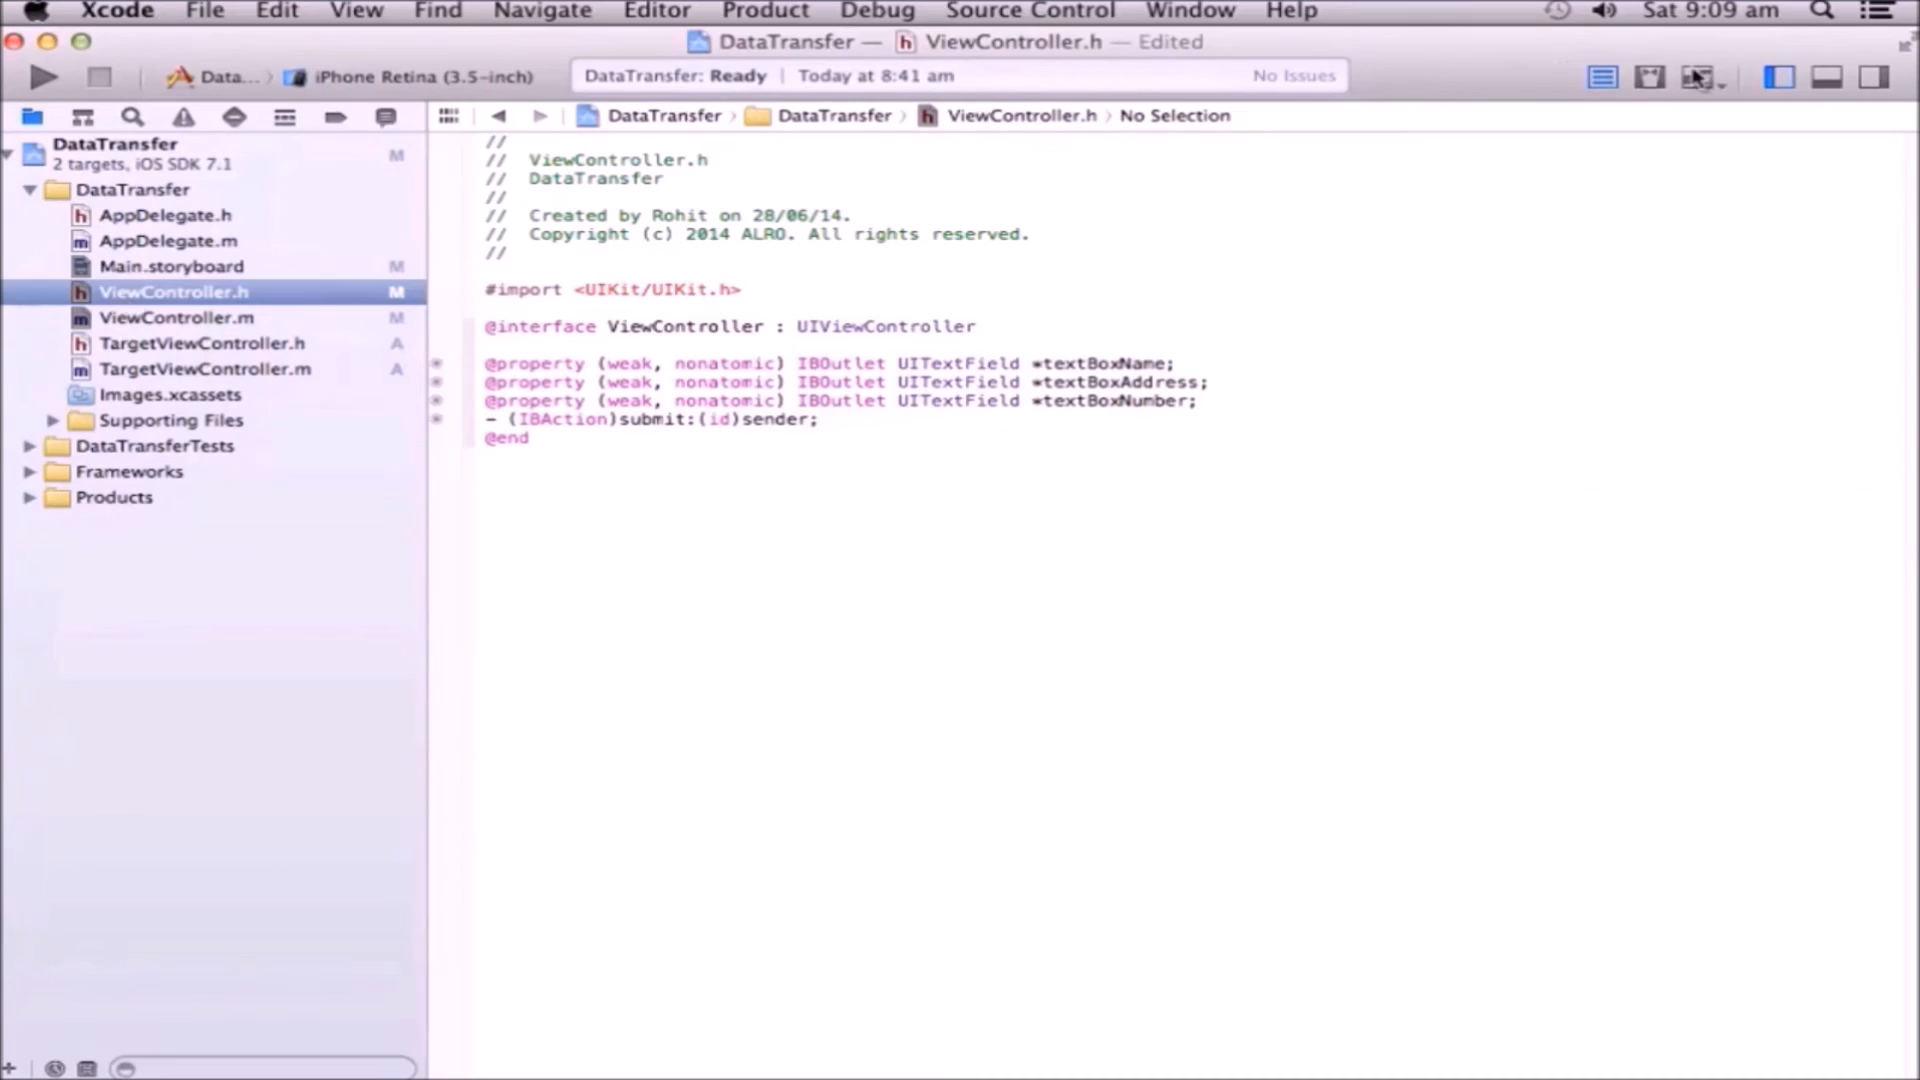 Xcode File Edit View Find Navigate Editor Product Debug Source Control Window Help Sat 9:09 am
DataTransfer — ViewController.h — Edited
Data... iPhone Retina (3.5-inch) DataTransfer: Ready Today at 8:41 am No Issues
DataTransfer DataTransfer ViewController.h No Selection
DataTransfer M
2 targets, iOS SDK 7.1
DataTransfer
AppDelegate.h
AppDelegate.m
Main.storyboard M
ViewController.h M
ViewController.m M
TargetViewController.h A
TargetViewController.m A
Images.xcassets
Supporting Files
DataTransferTests
Frameworks
Products
//
// ViewController.h
// DataTransfer
//
// Created by Rohit on 28/06/14.
// Copyright (c) 2014 ALRO. All rights reserved.
//
#import <UIKit/UIKit.h>
@interface ViewController : UIViewController
@property (weak, nonatomic) IBOutlet UITextField *textBoxName;
@property (weak, nonatomic) IBOutlet UITextField *textBoxAddress;
@property (weak, nonatomic) IBOutlet UITextField *textBoxNumber;
- (IBAction)submit:(id)sender;
@end